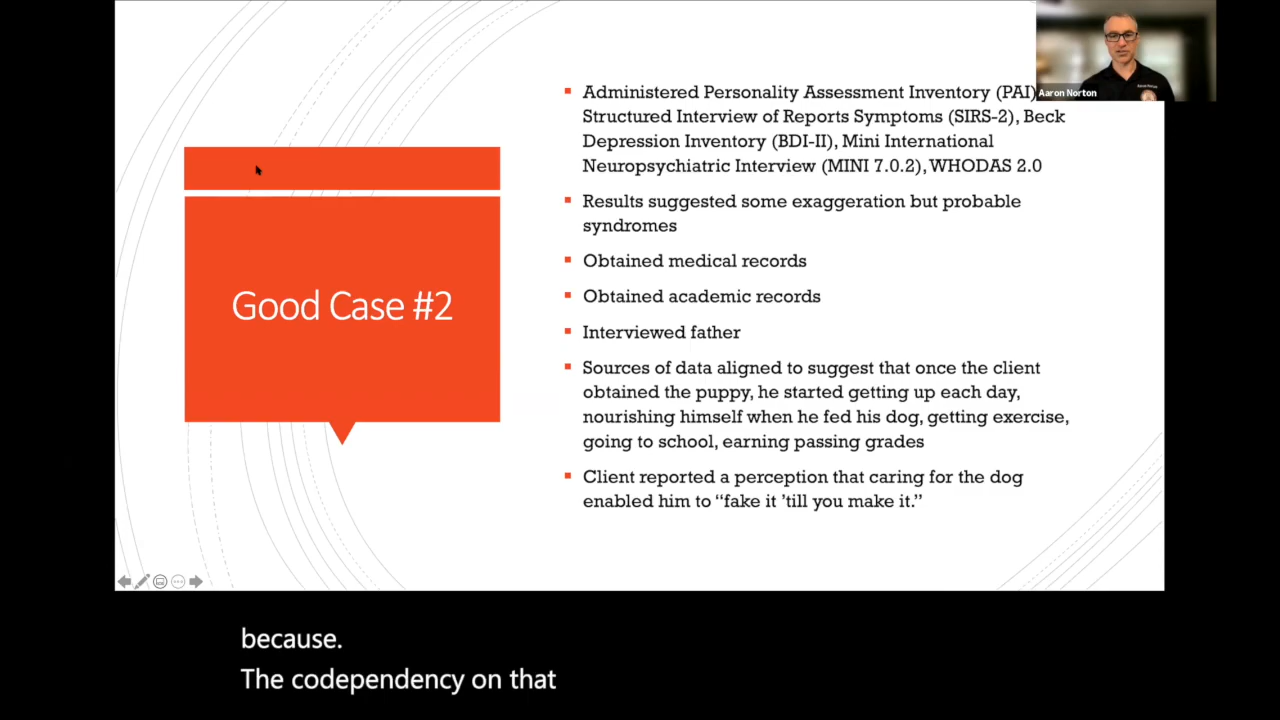 Administered Personality Assessment Inventory (PAI)
Aaron Norton
Structured Interview of Reports Symptoms (SIRS-2), Beck
Depression Inventory (BDI-II), Mini International
Neuropsychiatric Interview (MINI 7.0.2), WHODAS 2.0
Results suggested some exaggeration but probable
syndromes
Obtained medical records
Obtained academic records
Interviewed father
Sources of data aligned to suggest that once the client
obtained the puppy, he started getting up each day,
nourishing himself when he fed his dog, getting exercise,
going to school, earning passing grades
Client reported a perception that caring for the dog
enabled him to “fake it ’till you make it.”
Good Case #2
because.
The codependency on that